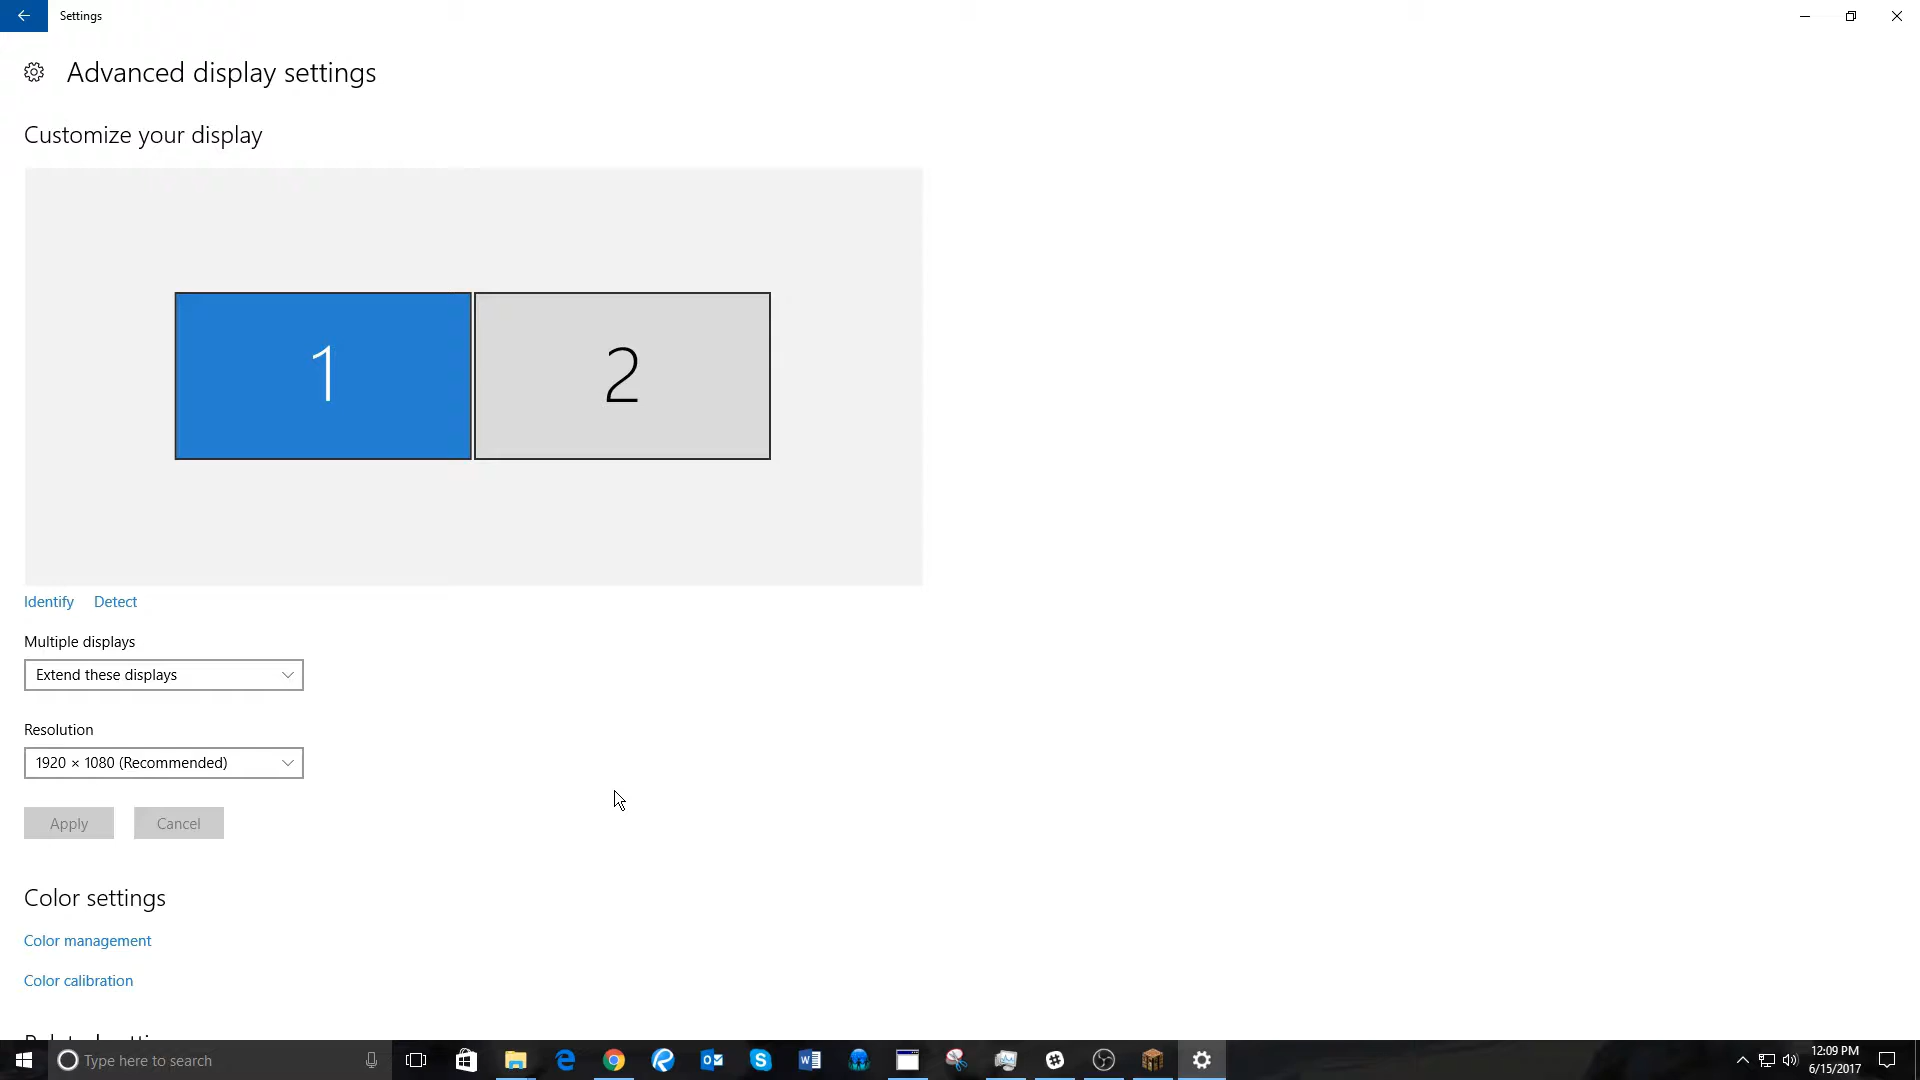 Settings
Advanced display settings
Customize your display
1 2
Identify Detect
Multiple displays
Extend these displays
Resolution
1920 × 1080 (Recommended)
Apply Cancel
Color settings
Color management
Color calibration
Type here to search
12:09 PM
6/15/2017